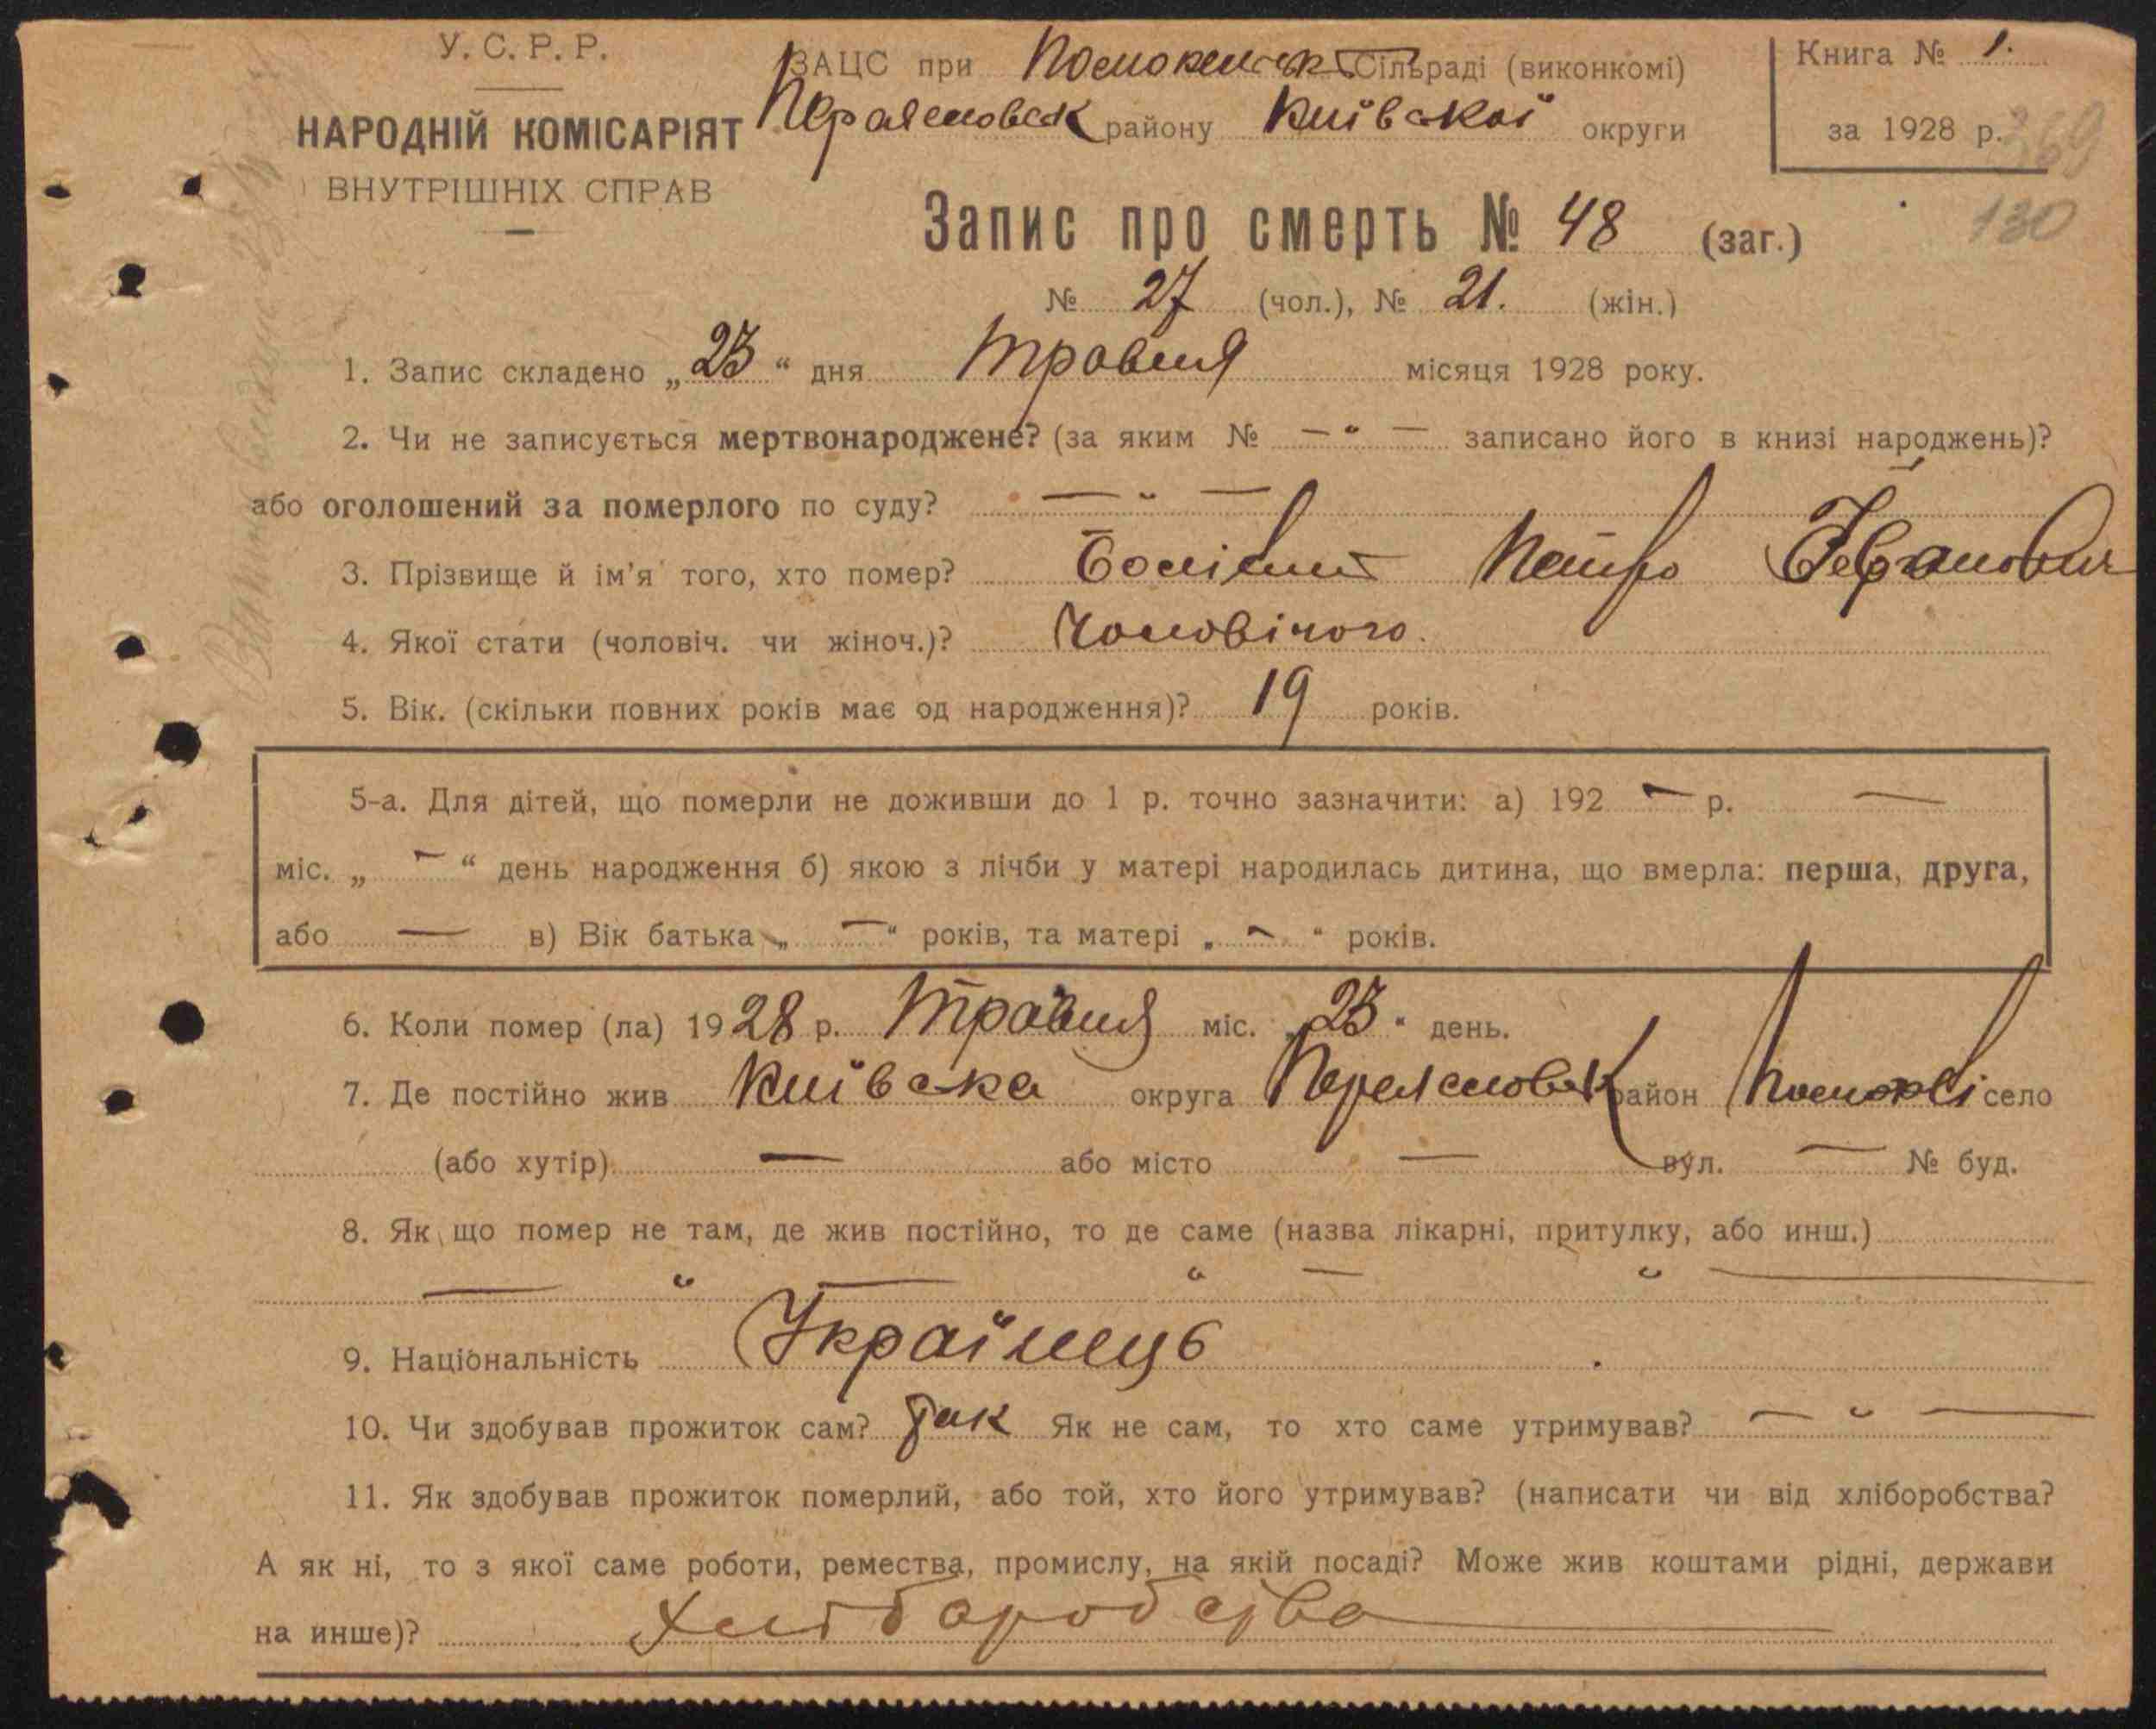 У. С. Р. Р.
НАРОДНІЙ КОМІСАРІЯТ
ВНУТРІШНІХ СПРАВ
ЗАЦС при Сільраді (виконкомі)
району Київської округи
Книга № 1.
за 1928 р.
369
130
Запис про смерть № 48 (заг.)
№ 27 (чол.), № 21. (жін.)
1. Запис складено „23“ дня Травня місяця 1928 року.
2. Чи не записується мертвонароджене? (за яким № — " — записано його в книзі народжень)?
або оголошений за померлого по суду? — " —
3. Прізвище й ім'я того, хто помер? Петро
4. Якої стати (чоловіч. чи жіноч.)? Чоловічого.
5. Вік. (скільки повних років має од народження)? 19 років.
5-а. Для дітей, що померли не доживши до 1 р. точно зазначити: а) 192 — р. —
міс. „ — “ день народження б) якою з лічби у матері народилась дитина, що вмерла: перша, друга,
або — в) Вік батька „ — “ років, та матері „ — “ років.
6. Коли помер (ла) 1928 р. Травня міс. „23“ день.
7. Де постійно жив Київська округа район село
(або хутір) — або місто — вул. — № буд.
8. Як що помер не там, де жив постійно, то де саме (назва лікарні, притулку, або инш.)
— " — " — " —
9. Національність Українець
10. Чи здобував прожиток сам? Так Як не сам, то хто саме утримував? — " —
11. Як здобував прожиток померлий, або той, хто його утримував? (написати чи від хліборобства?
А як ні, то з якої саме роботи, ремества, промислу, на якій посаді? Може жив коштами рідні, держави
на инше)? Хліборобства